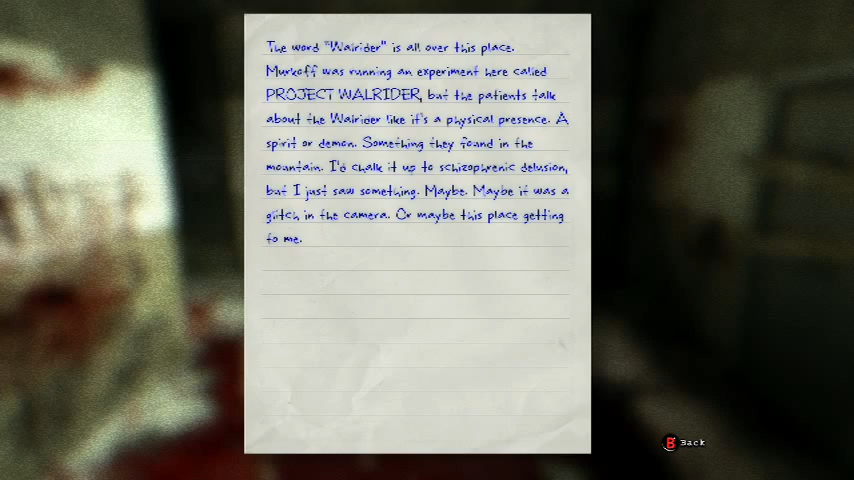 The word "Walrider" is all over this place.
Murkoff was running an experiment here called
PROJECT WALRIDER, but the patients talk
about the Walrider like it's a physical presence. A
spirit or demon. Something they found in the
mountain. I'd chalk it up to schizophrenic delusion,
but I just saw something. Maybe. Maybe it was a
glitch in the camera. Or maybe this place getting
to me.
B Back